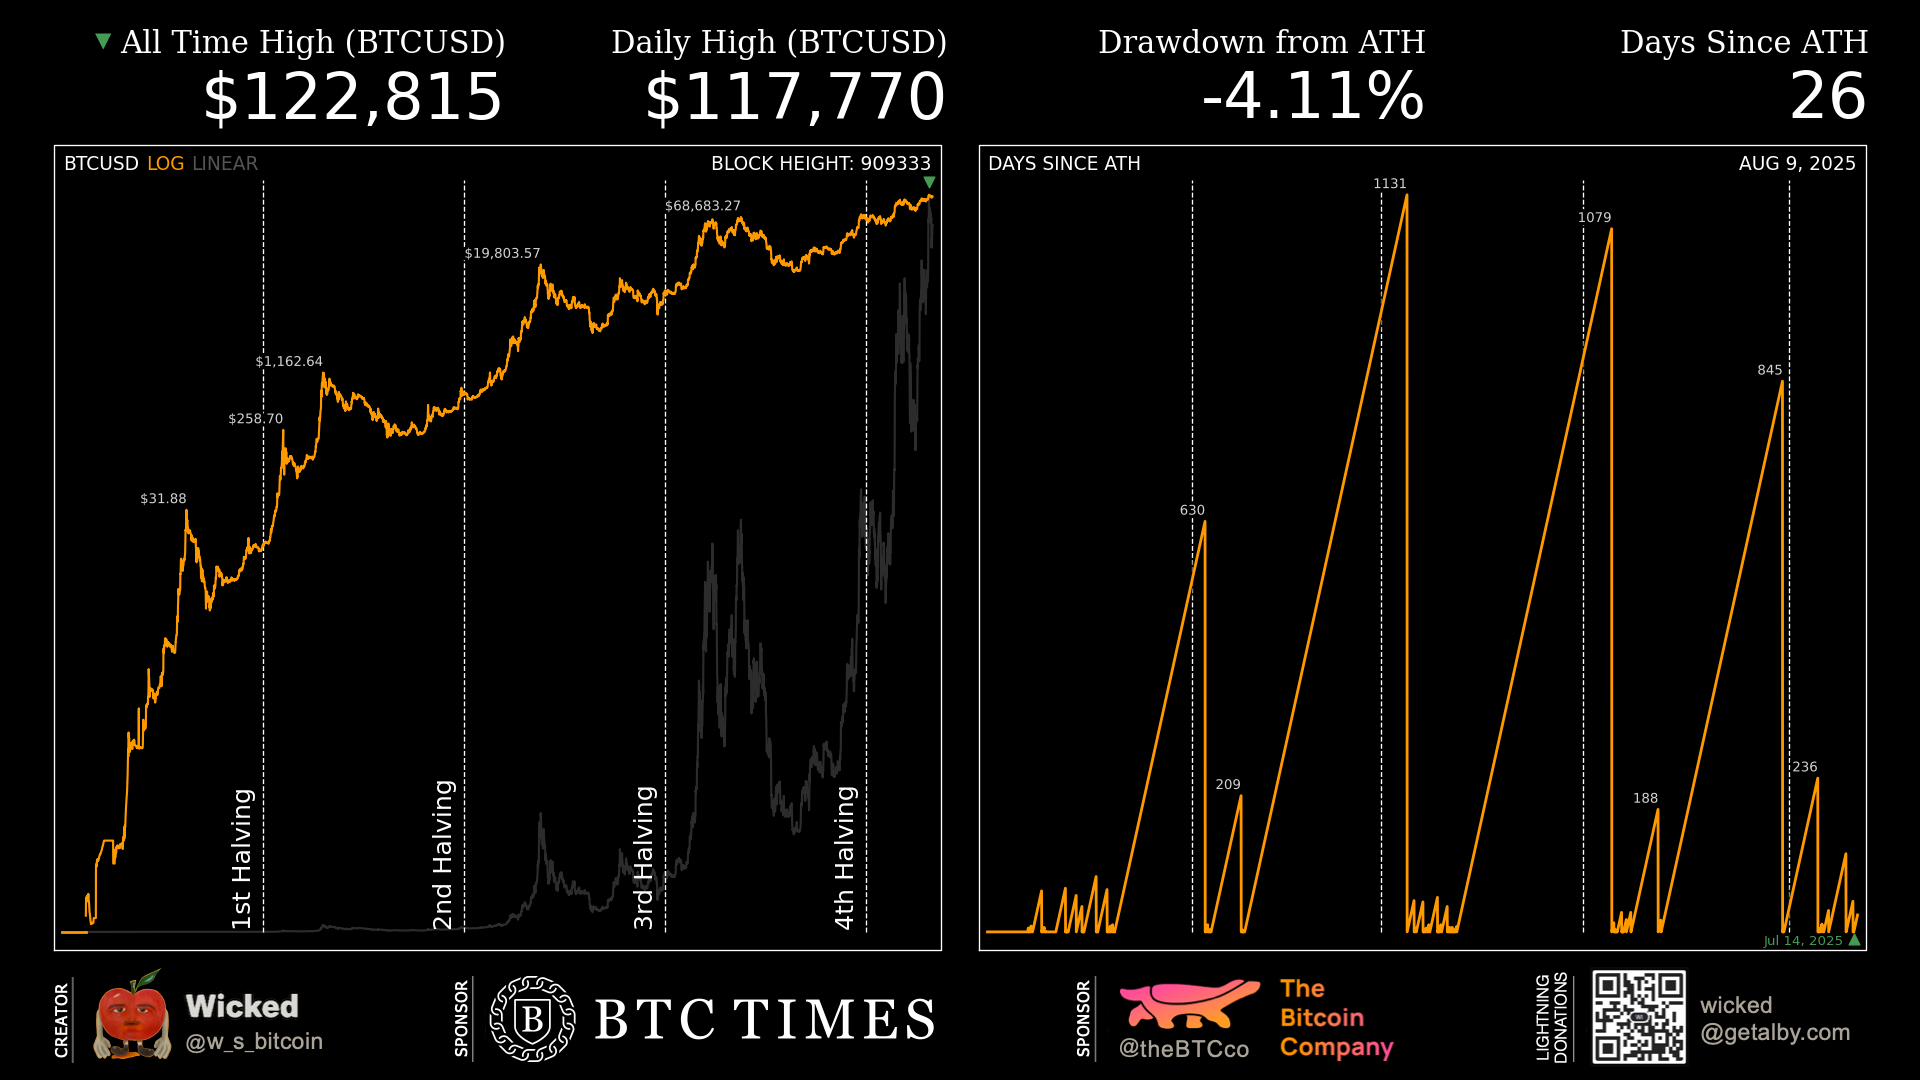 ▼ All Time High (BTCUSD)
$122,815
Daily High (BTCUSD)
$117,770
Drawdown from ATH
-4.11%
Days Since ATH
26
BTCUSD LOG LINEAR
BLOCK HEIGHT: 909333
$31.88
$258.70
$1,162.64
$19,803.57
$68,683.27
1st Halving
2nd Halving
3rd Halving
4th Halving
DAYS SINCE ATH
AUG 9, 2025
630
209
1131
1079
188
845
236
Jul 14, 2025
CREATOR
Wicked
@w_s_bitcoin
SPONSOR
B
BTC TIMES
SPONSOR
@theBTCco
The
Bitcoin
Company
LIGHTNING
DONATIONS
wicked
@getalby.com